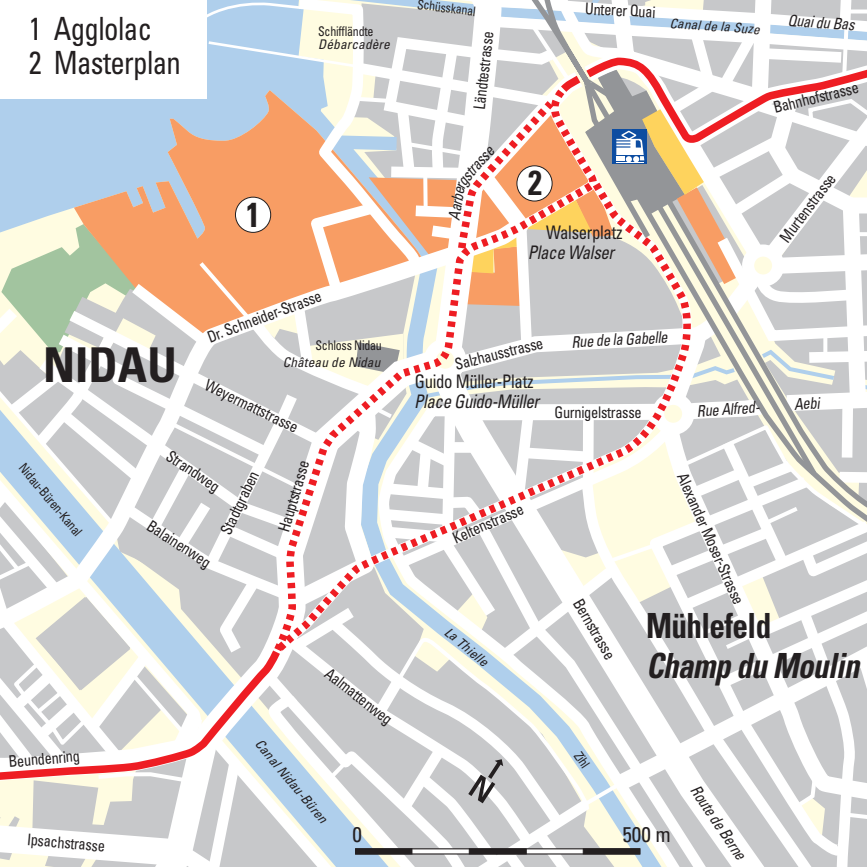 1 Agglolac
2 Masterplan
Schüsskanal
Unterer Quai
Canal de la Suze
Quai du Bas
Schifflände
Débarcadère
Ländtestrasse
Bahnhofstrasse
Aarbergstrasse
1
2
Murtenstrasse
Walserplatz
Place Walser
Dr. Schneider-Strasse
Schloss Nidau
Château de Nidau
Salzhausstrasse
Rue de la Gabelle
NIDAU
Guido Müller-Platz
Place Guido-Müller
Weyermattstrasse
Gurnigelstrasse
Rue Alfred-
Aebi
Strandweg
Stadtgraben
Hauptstrasse
Nidau-Büren-Kanal
Balainenweg
Keltenstrasse
Alexander Moser-Strasse
Bernstrasse
Mühlefeld
Champ du Moulin
La Thielle
Aalmattenweg
Zihl
Beundenring
Canal Nidau-Büren
N
Route de Berne
Ipsachstrasse
0
500 m